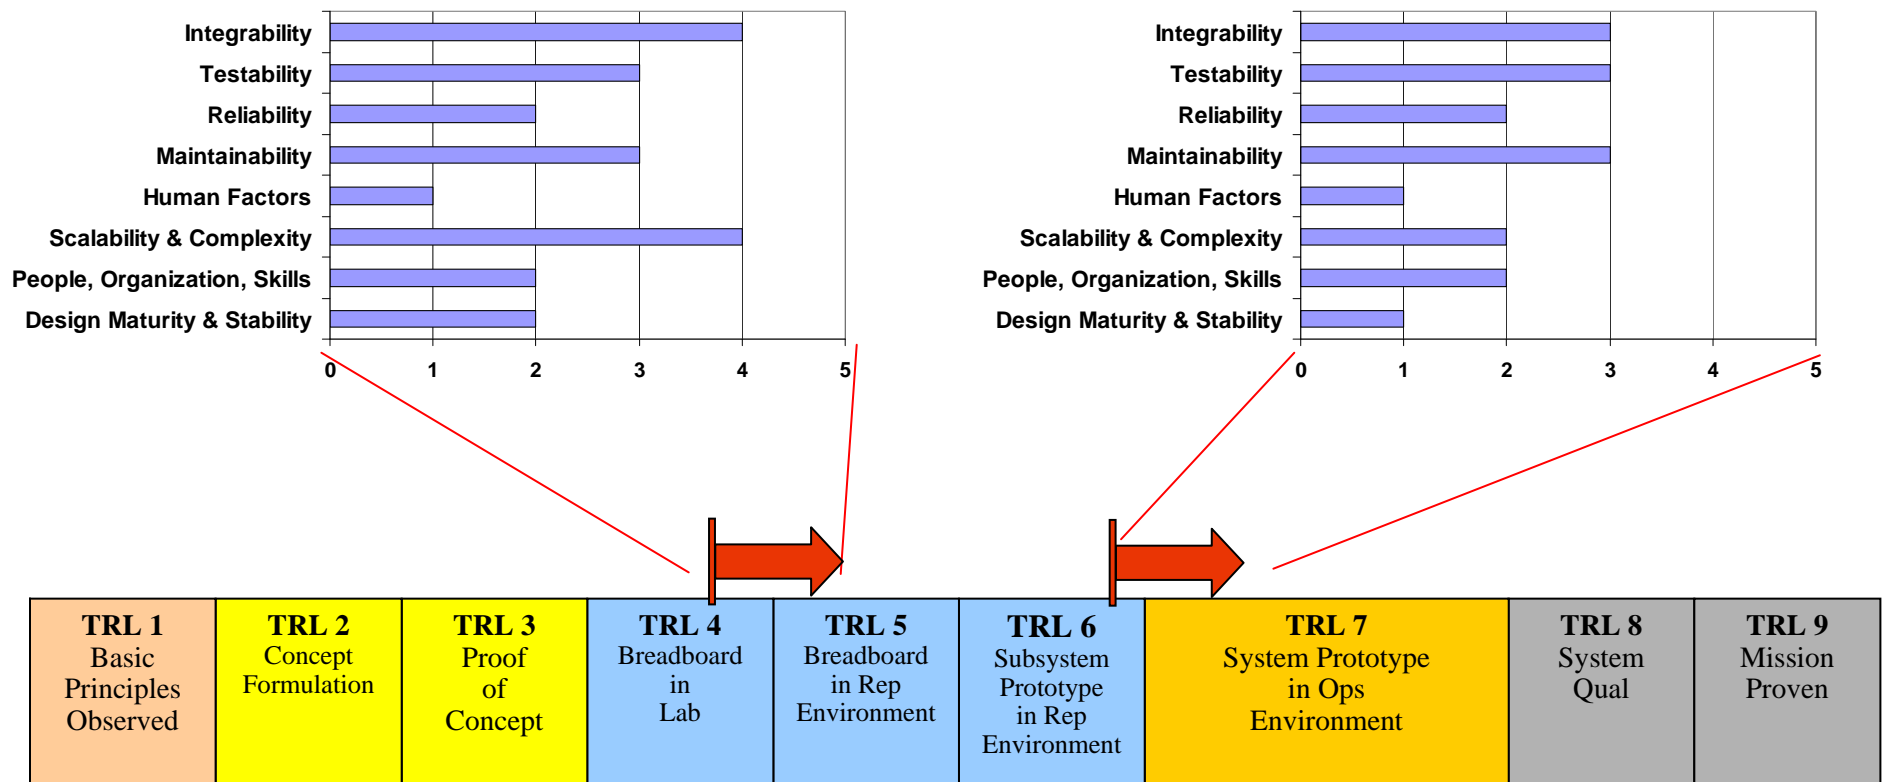 Integrability
Testability
Reliability
Maintainability
Human Factors
Scalability & Complexity
People, Organization, Skills
Design Maturity & Stability
0 1 2 3 4 5
Integrability
Testability
Reliability
Maintainability
Human Factors
Scalability & Complexity
People, Organization, Skills
Design Maturity & Stability
0 1 2 3 4 5
TRL 1
Basic
Principles
Observed
TRL 2
Concept
Formulation
TRL 3
Proof
of
Concept
TRL 4
Breadboard
in
Lab
TRL 5
Breadboard
in Rep
Environment
TRL 6
Subsystem
Prototype
in Rep
Environment
TRL 7
System Prototype
in Ops
Environment
TRL 8
System
Qual
TRL 9
Mission
Proven